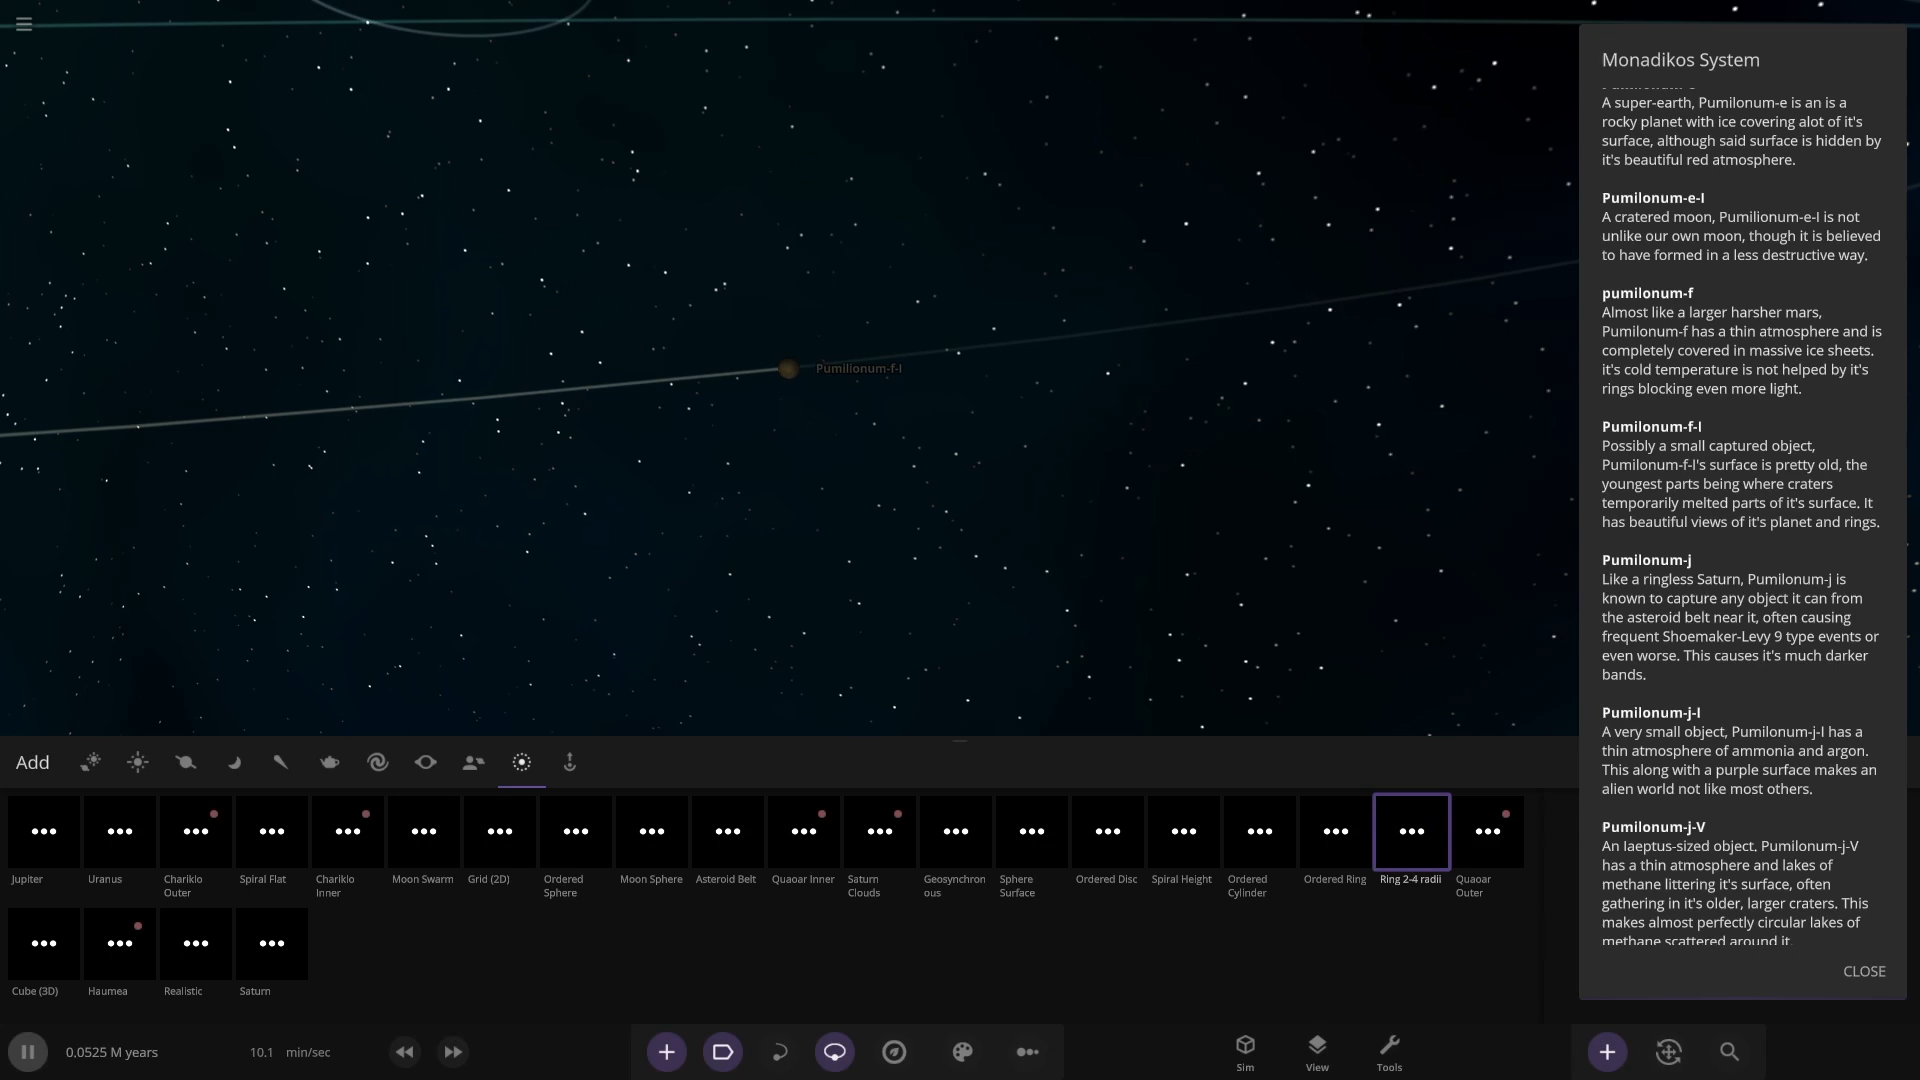 Monadikos System
A super-earth, Pumilonum-e is an is a
rocky planet with ice covering alot of it's
surface, although said surface is hidden by
it's beautiful red atmosphere.
Pumilonum-e-I
A cratered moon, Pumilionum-e-I is not
unlike our own moon, though it is believed
to have formed in a less destructive way.
pumilonum-f
Almost like a larger harsher mars,
Pumilonum-f has a thin atmosphere and is
completely covered in massive ice sheets.
it's cold temperature is not helped by it's
rings blocking even more light.
Pumilonum-f-I
Possibly a small captured object,
Pumilonum-f-I's surface is pretty old, the
youngest parts being where craters
temporarily melted parts of it's surface. It
has beautiful views of it's planet and rings.
Pumilonum-j
Like a ringless Saturn, Pumilonum-j is
known to capture any object it can from
the asteroid belt near it, often causing
frequent Shoemaker-Levy 9 type events or
even worse. This causes it's much darker
bands.
Pumilonum-j-I
A very small object, Pumilonum-j-I has a
thin atmosphere of ammonia and argon.
This along with a purple surface makes an
alien world not like most others.
Pumilonum-j-V
An Iaeptus-sized object, Pumilonum-j-V
has a thin atmosphere and lakes of
methane littering it's surface, often
gathering in it's older, larger craters. This
makes almost perfectly circular lakes of
methane scattered around it.
CLOSE
Pumilionum-f-I
Add
Jupiter
Uranus
Chariklo Outer
Spiral Flat
Chariklo Inner
Moon Swarm
Grid (2D)
Ordered Sphere
Moon Sphere
Asteroid Belt
Quaoar Inner
Saturn Clouds
Geosynchronous
Sphere Surface
Ordered Disc
Spiral Height
Ordered Cylinder
Ordered Ring
Ring 2-4 radii
Quaoar Outer
Cube (3D)
Haumea
Realistic
Saturn
0.0525 M years
10.1 min/sec
Sim
View
Tools